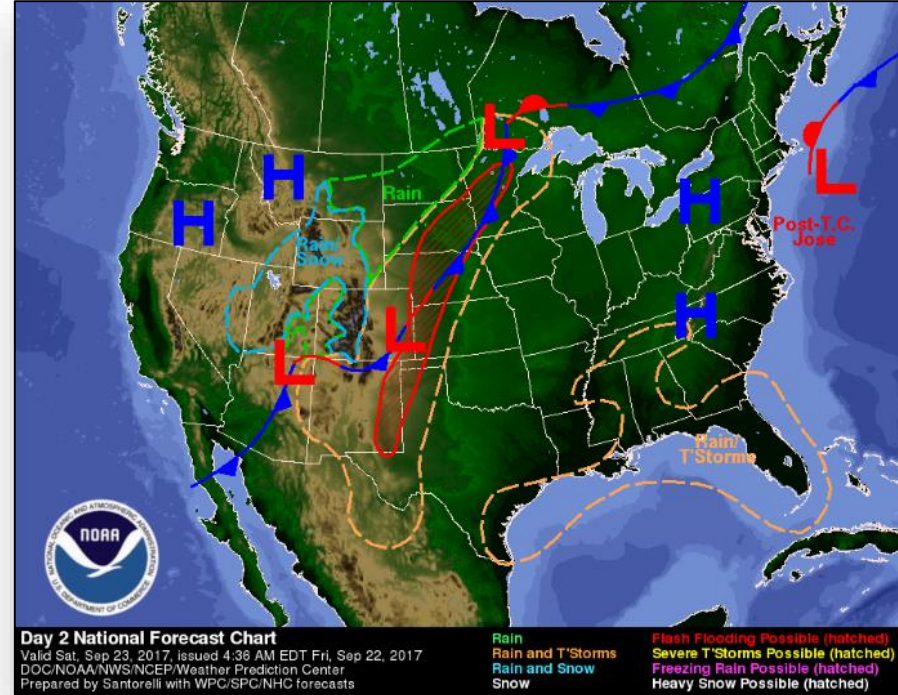 L
H
H
Rain
H
L
Rain/
Snow
Post-T.C.
Jose
L
H
L
Rain/
T'Storms
NATIONAL OCEANIC AND ATMOSPHERIC ADMINISTRATION
NOAA
U.S. DEPARTMENT OF COMMERCE
Day 2 National Forecast Chart
Valid Sat, Sep 23, 2017, issued 4:36 AM EDT Fri, Sep 22, 2017
DOC/NOAA/NWS/NCEP/Weather Prediction Center
Prepared by Santorelli with WPC/SPC/NHC forecasts
Rain
Rain and T'Storms
Rain and Snow
Snow
Flash Flooding Possible (hatched)
Severe T'Storms Possible (hatched)
Freezing Rain Possible (hatched)
Heavy Snow Possible (hatched)